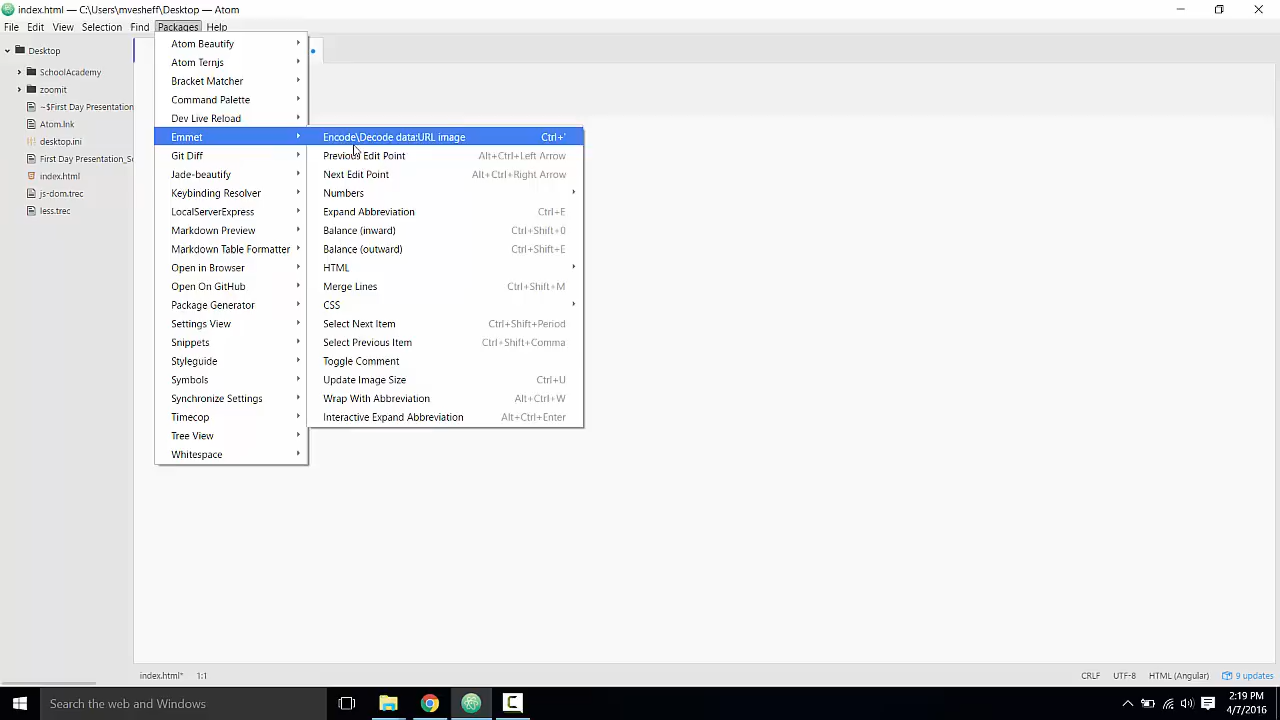 index.html — C:\Users\mvesheff\Desktop — Atom
File Edit View Selection Find Packages Help
Desktop
SchoolAcademy
zoomit
~$First Day Presentation
Atom.lnk
desktop.ini
First Day Presentation_S
index.html
js-dom.trec
less.trec
Atom Beautify
Atom Ternjs
Bracket Matcher
Command Palette
Dev Live Reload
Emmet
Git Diff
Jade-beautify
Keybinding Resolver
LocalServerExpress
Markdown Preview
Markdown Table Formatter
Open in Browser
Open On GitHub
Package Generator
Settings View
Snippets
Styleguide
Symbols
Synchronize Settings
Timecop
Tree View
Whitespace
Encode\Decode data:URL image Ctrl+'
Previous Edit Point Alt+Ctrl+Left Arrow
Next Edit Point Alt+Ctrl+Right Arrow
Numbers
Expand Abbreviation Ctrl+E
Balance (inward) Ctrl+Shift+0
Balance (outward) Ctrl+Shift+E
HTML
Merge Lines Ctrl+Shift+M
CSS
Select Next Item Ctrl+Shift+Period
Select Previous Item Ctrl+Shift+Comma
Toggle Comment
Update Image Size Ctrl+U
Wrap With Abbreviation Alt+Ctrl+W
Interactive Expand Abbreviation Alt+Ctrl+Enter
index.html* 1:1 CRLF UTF-8 HTML (Angular) 9 updates
Search the web and Windows
2:19 PM
4/7/2016